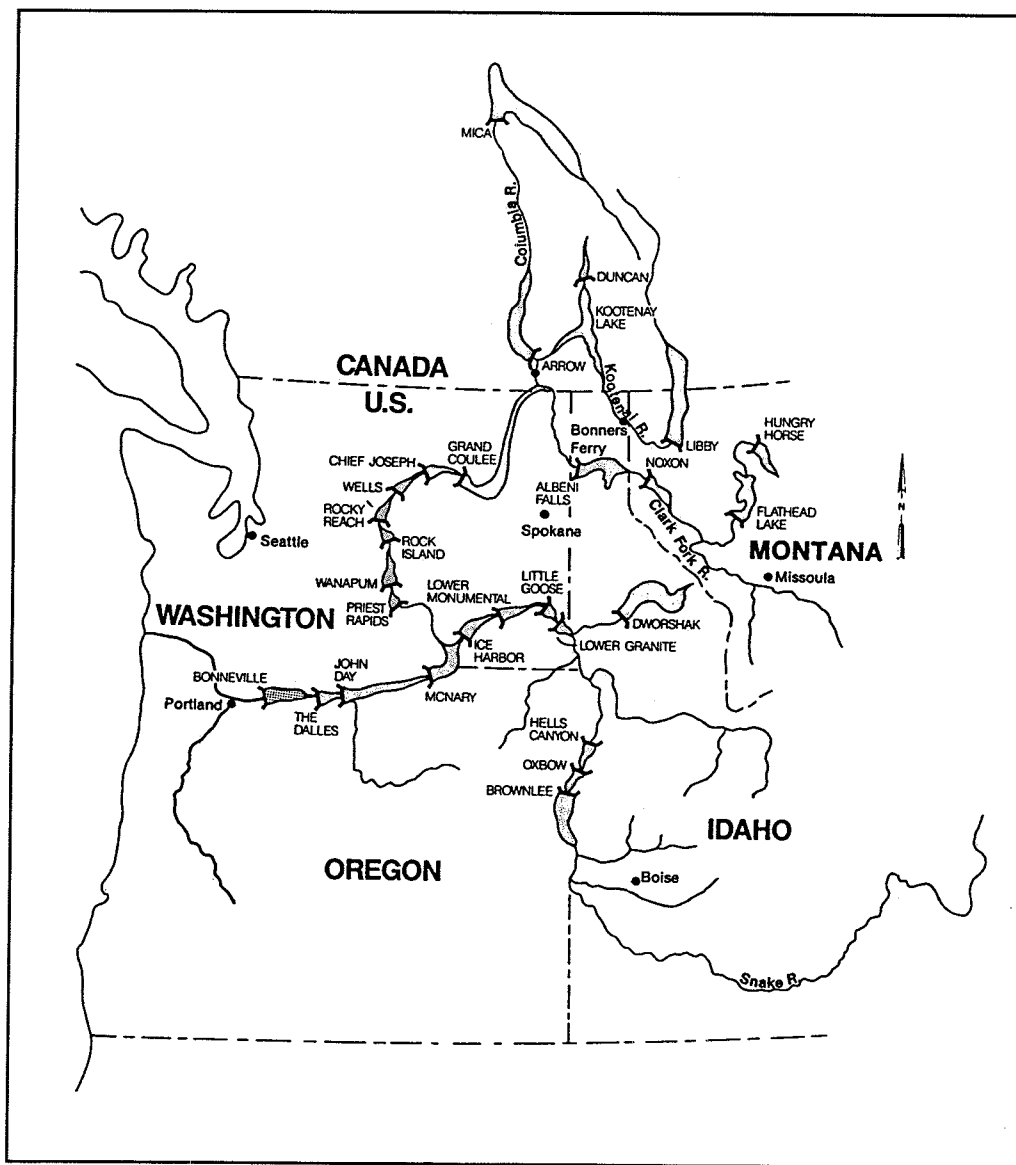 MICA
Columbia R.
DUNCAN
KOOTENAY
LAKE
CANADA
U.S.
ARROW
Kootenai R.
Bonners
Ferry
LIBBY
HUNGRY
HORSE
NOXON
GRAND
COULEE
CHIEF JOSEPH
WELLS
ROCKY
REACH
ALBENI
FALLS
Spokane
FLATHEAD
LAKE
Clark Fork R.
MONTANA
Missoula
N
Seattle
ROCK
ISLAND
WANAPUM
PRIEST
RAPIDS
LOWER
MONUMENTAL
LITTLE
GOOSE
WASHINGTON
DWORSHAK
LOWER GRANITE
ICE
HARBOR
JOHN
DAY
BONNEVILLE
MCNARY
Portland
THE
DALLES
HELLS
CANYON
OXBOW
BROWNLEE
IDAHO
OREGON
Boise
Snake R.